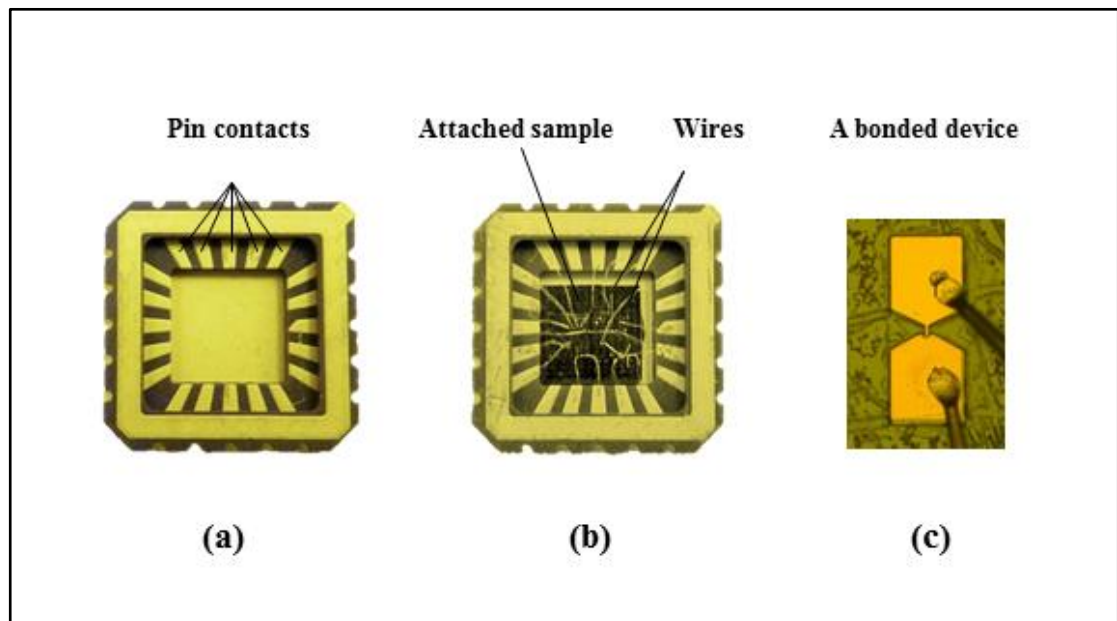 Pin contacts
Attached sample
Wires
A bonded device
(a)
(b)
(c)